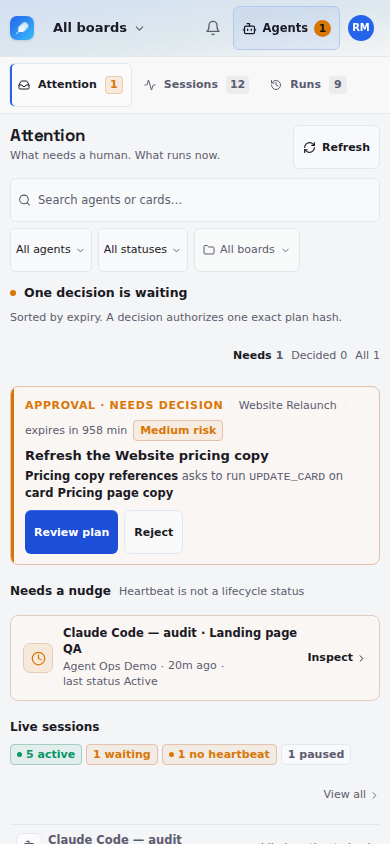 All boards
Agents 1
RM
Attention 1
Sessions 12
Runs 9
Attention
What needs a human. What runs now.
Refresh
Search agents or cards...
All agents
All statuses
All boards
One decision is waiting
Sorted by expiry. A decision authorizes one exact plan hash.
Needs 1 Decided 0 All 1
APPROVAL · NEEDS DECISION · Website Relaunch ·
expires in 958 min Medium risk
Refresh the Website pricing copy
Pricing copy references asks to run UPDATE_CARD on
card Pricing page copy
Review plan
Reject
Needs a nudge Heartbeat is not a lifecycle status
Claude Code — audit · Landing page
QA
Agent Ops Demo · 20m ago ·
last status Active
Inspect
Live sessions
5 active
1 waiting
1 no heartbeat
1 paused
View all
Claude Code — audit